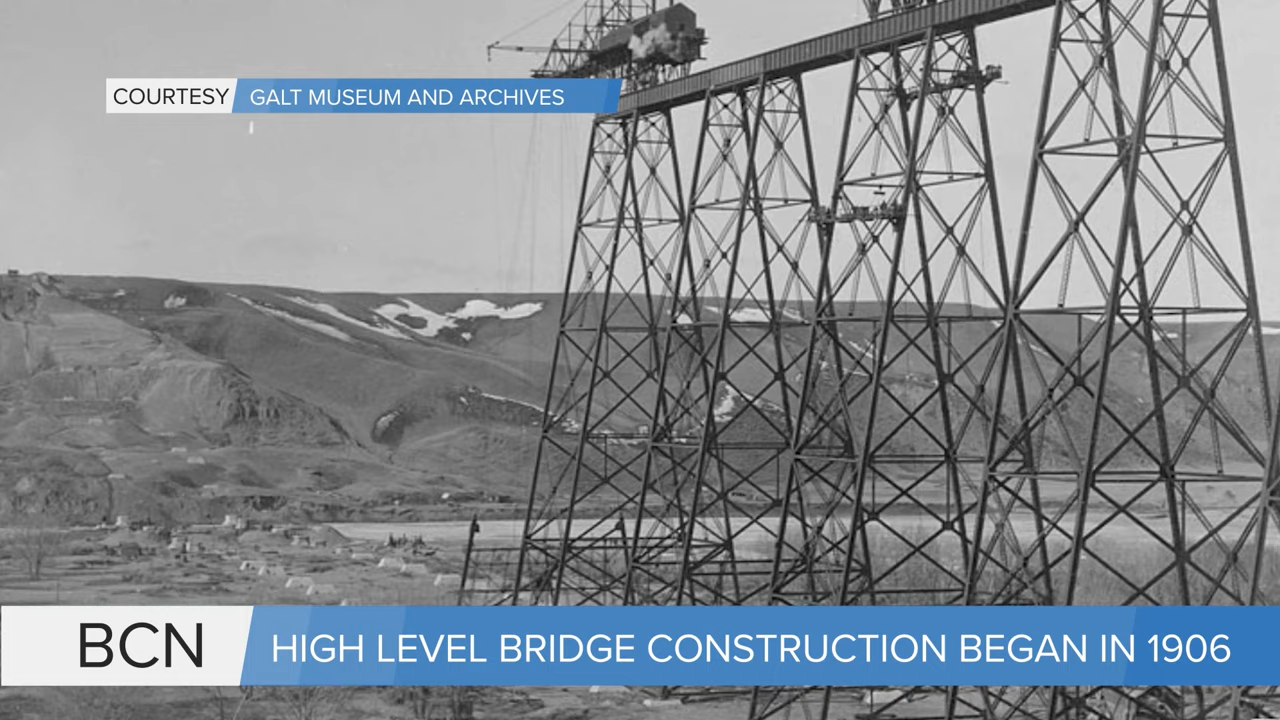 COURTESY GALT MUSEUM AND ARCHIVES
BCN HIGH LEVEL BRIDGE CONSTRUCTION BEGAN IN 1906